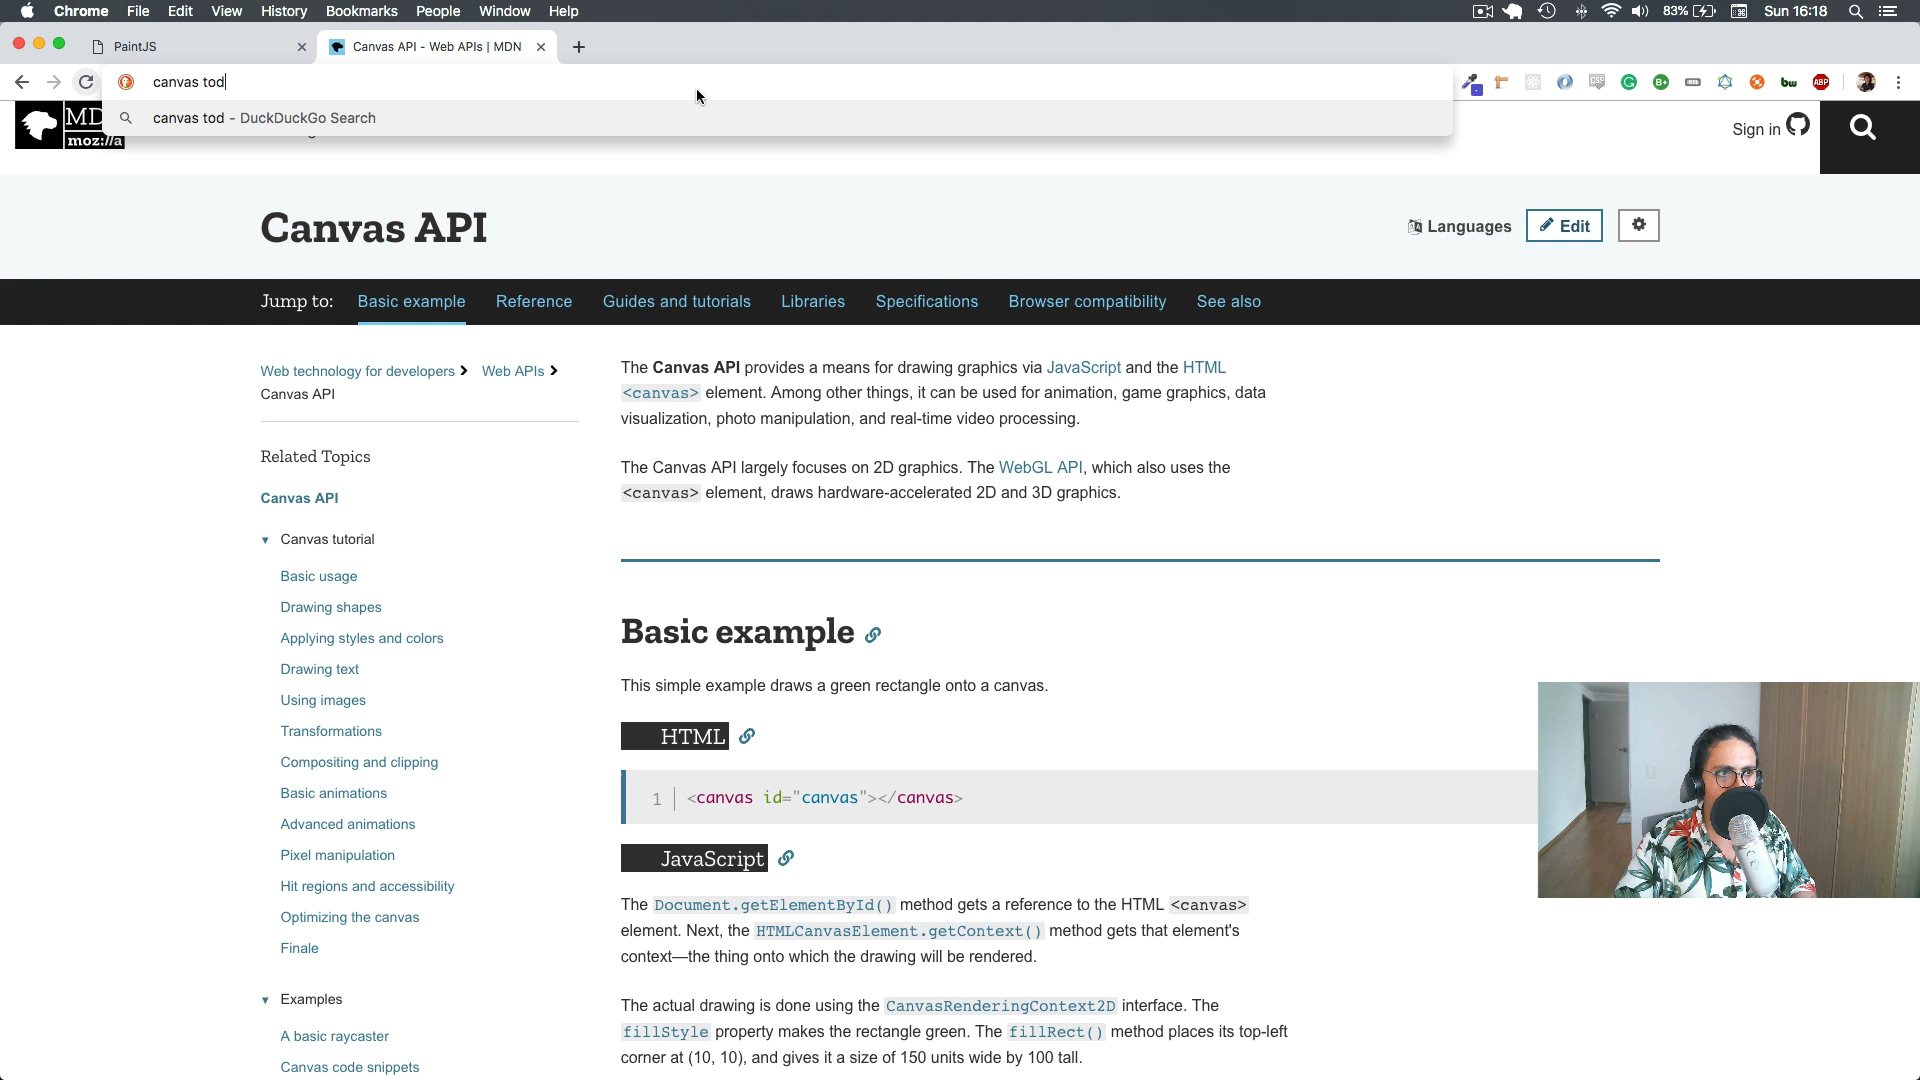 Chrome File Edit View History Bookmarks People Window Help
83% Sun 16:18
PaintJS
Canvas API - Web APIs | MDN
canvas tod
canvas tod - DuckDuckGo Search
ABP
MD
moz://a
Sign in
Canvas API
Languages
Edit
Jump to: Basic example Reference Guides and tutorials Libraries Specifications Browser compatibility See also
Web technology for developers Web APIs
Canvas API
Related Topics
Canvas API
Canvas tutorial
Basic usage
Drawing shapes
Applying styles and colors
Drawing text
Using images
Transformations
Compositing and clipping
Basic animations
Advanced animations
Pixel manipulation
Hit regions and accessibility
Optimizing the canvas
Finale
Examples
A basic raycaster
Canvas code snippets
The Canvas API provides a means for drawing graphics via JavaScript and the HTML
<canvas> element. Among other things, it can be used for animation, game graphics, data
visualization, photo manipulation, and real-time video processing.
The Canvas API largely focuses on 2D graphics. The WebGL API, which also uses the
<canvas> element, draws hardware-accelerated 2D and 3D graphics.
Basic example
This simple example draws a green rectangle onto a canvas.
HTML
1 <canvas id="canvas"></canvas>
JavaScript
The Document.getElementById() method gets a reference to the HTML <canvas>
element. Next, the HTMLCanvasElement.getContext() method gets that element's
context—the thing onto which the drawing will be rendered.
The actual drawing is done using the CanvasRenderingContext2D interface. The
fillStyle property makes the rectangle green. The fillRect() method places its top-left
corner at (10, 10), and gives it a size of 150 units wide by 100 tall.